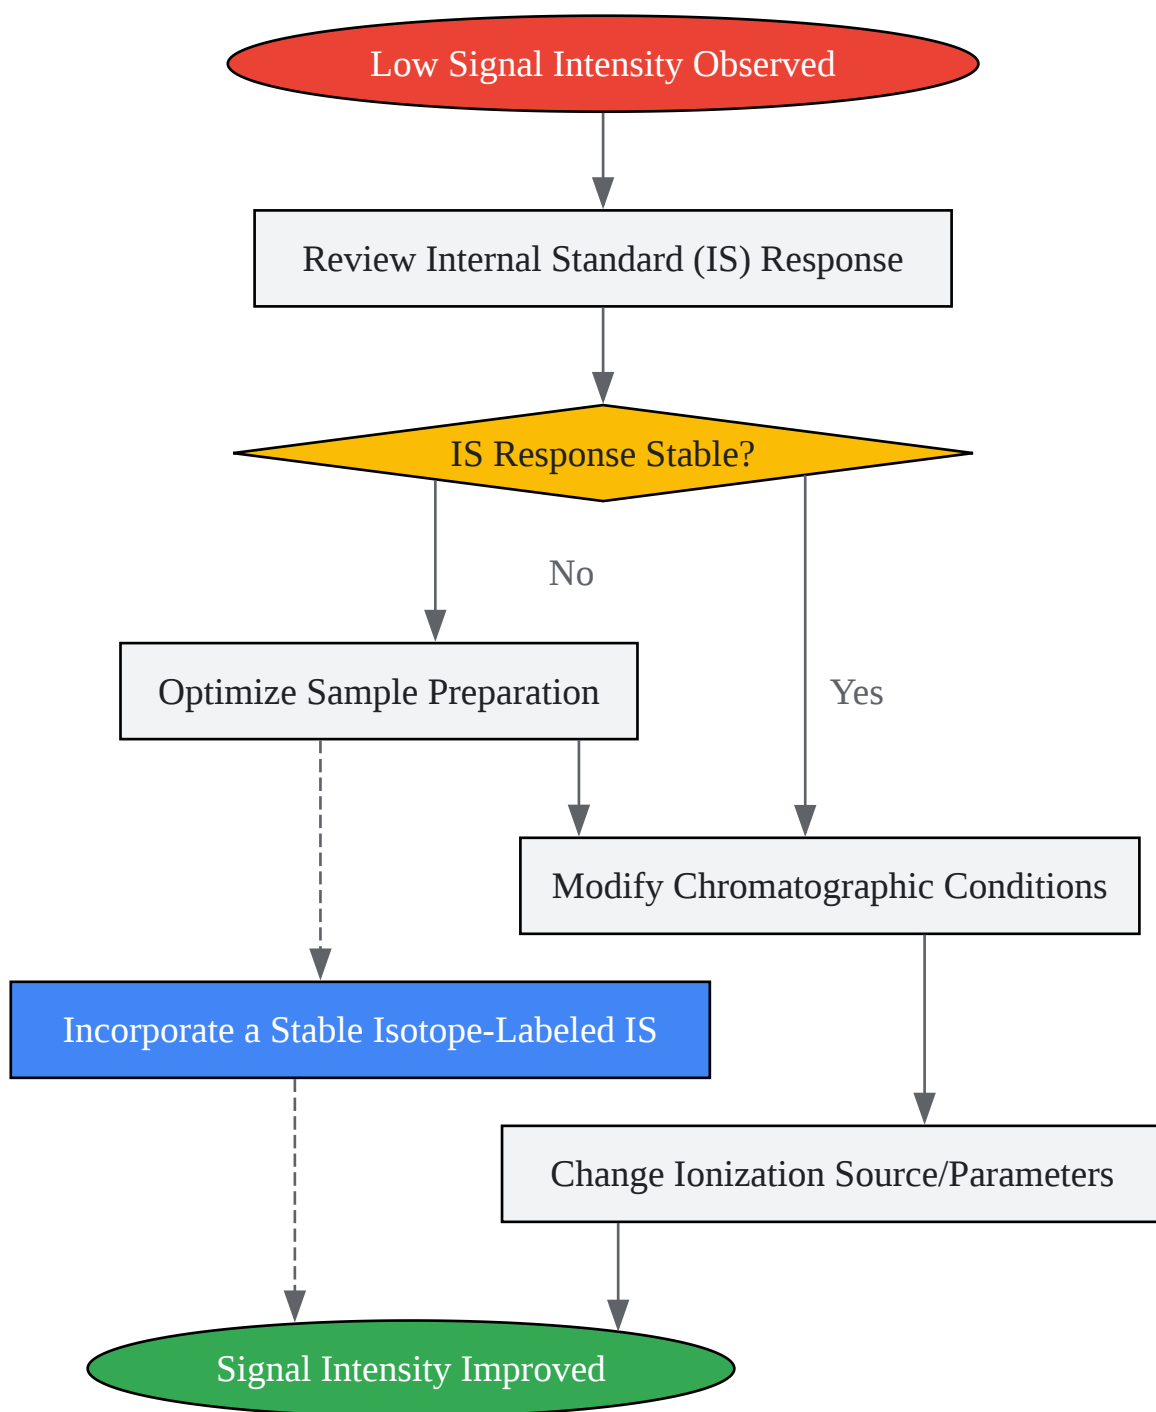 Low Signal Intensity Observed
Review Internal Standard (IS) Response
IS Response Stable?
No
Optimize Sample Preparation
Yes
Modify Chromatographic Conditions
Incorporate a Stable Isotope-Labeled IS
Change Ionization Source/Parameters
Signal Intensity Improved